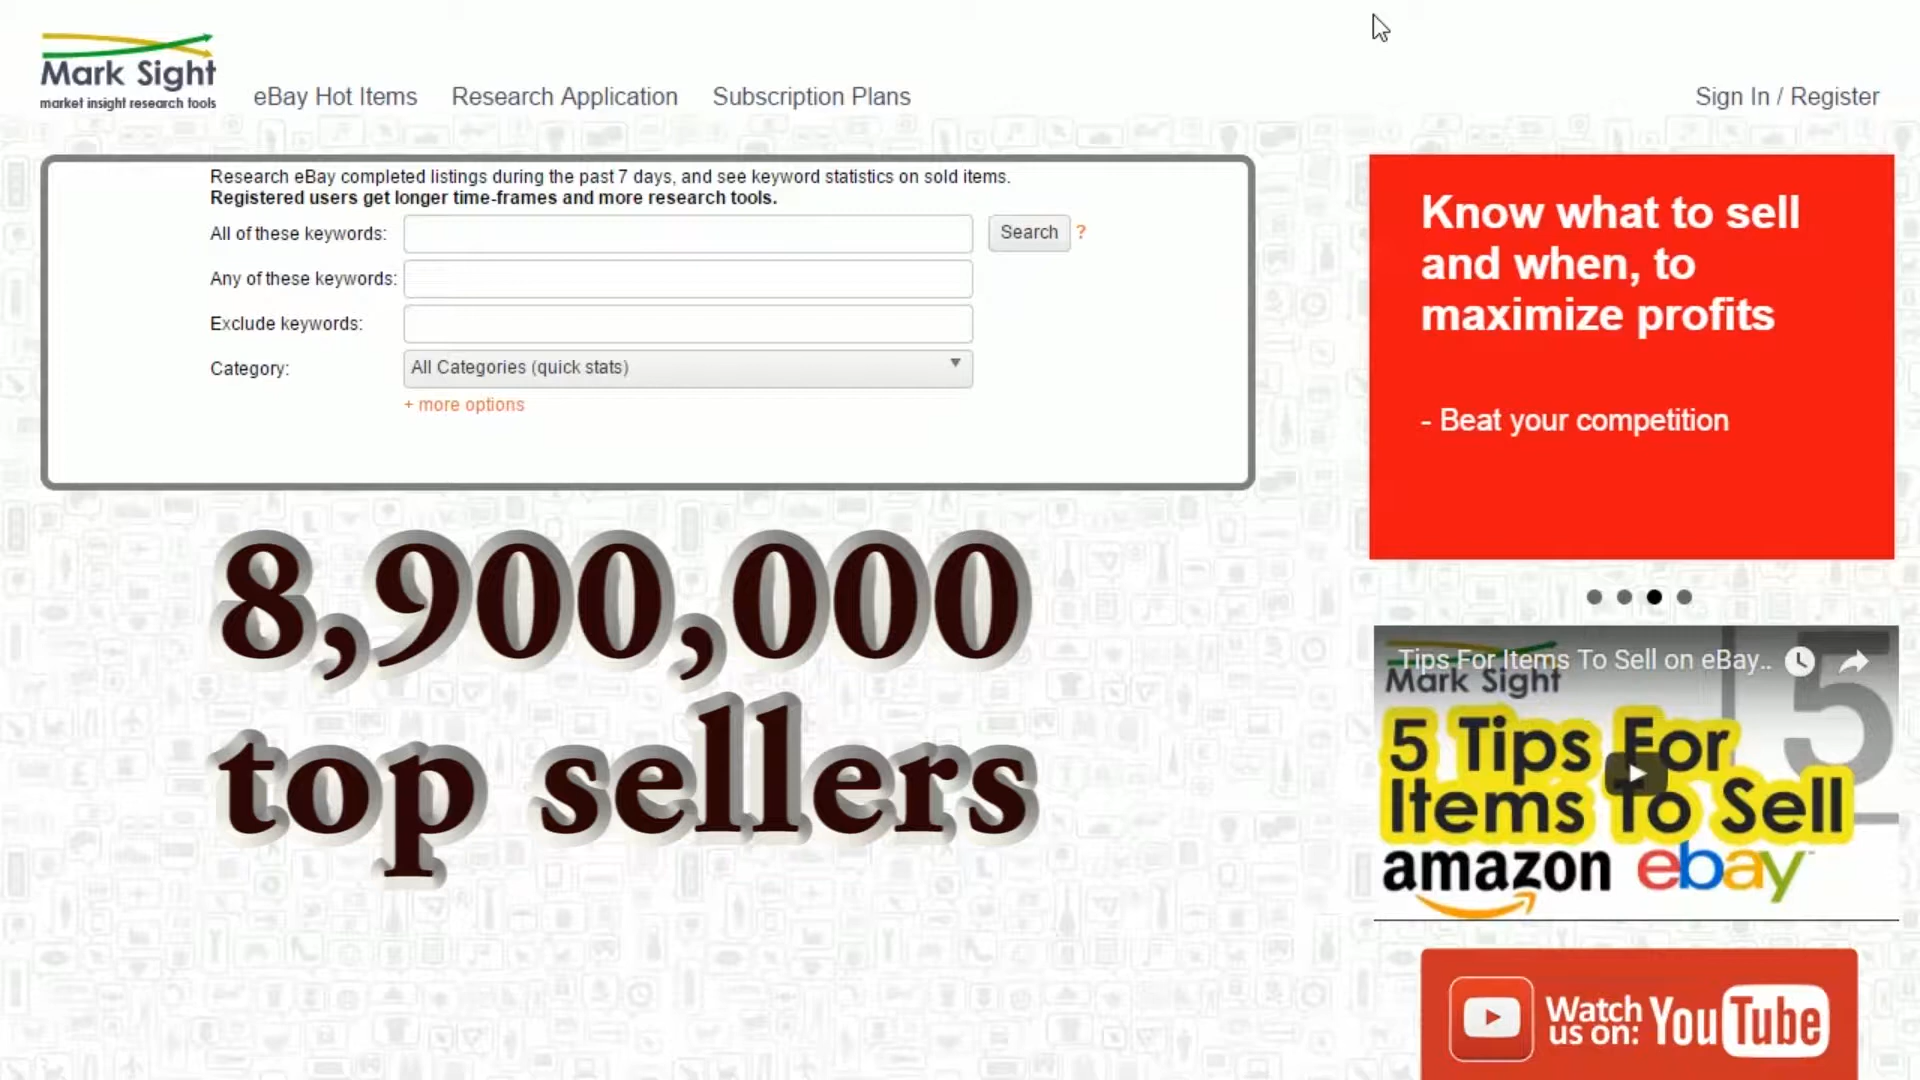 Mark Sight
market insight research tools
eBay Hot Items
Research Application
Subscription Plans
Sign In / Register
Research eBay completed listings during the past 7 days, and see keyword statistics on sold items.
Registered users get longer time-frames and more research tools.
All of these keywords:
Search ?
Any of these keywords:
Exclude keywords:
Category:
All Categories (quick stats)
+ more options
8,900,000
top sellers
Know what to sell
and when, to
maximize profits
- Beat your competition
Tips For Items To Sell on eBay..
Mark Sight
5
5 Tips For
Items To Sell
amazon ebay
Watch
us on:
YouTube